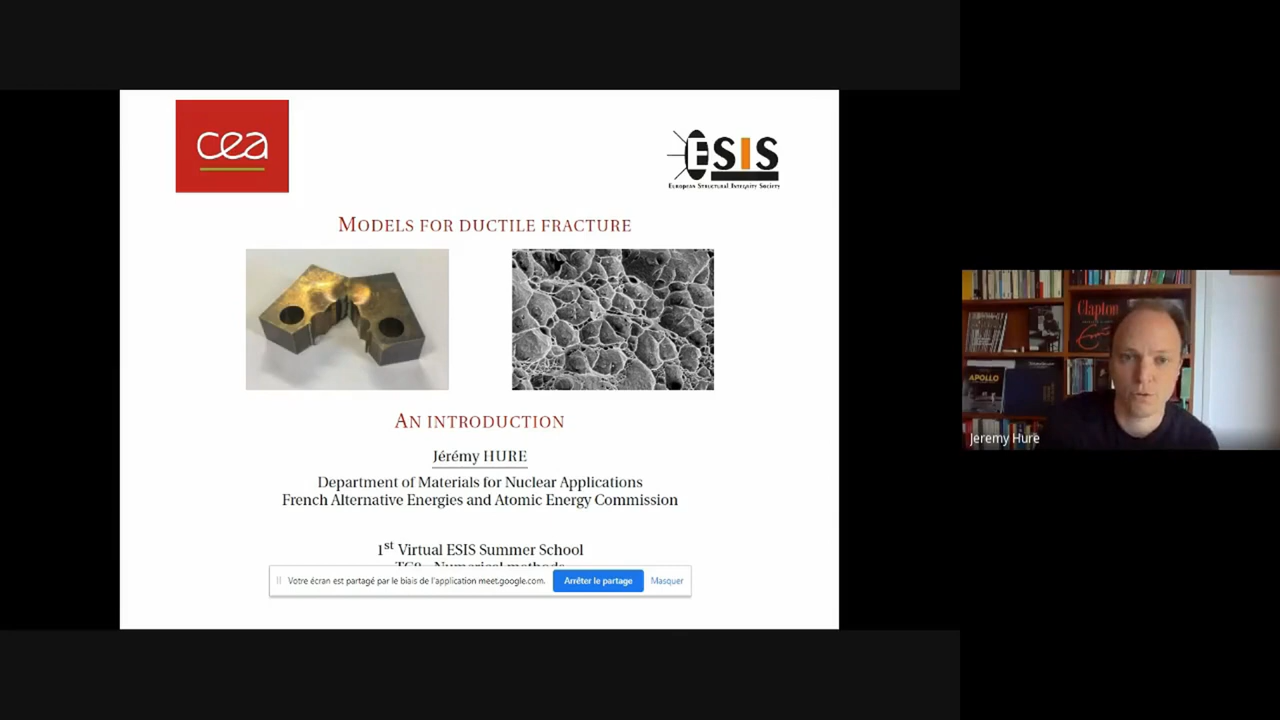 cea
ESIS
European Structural Integrity Society
Models for ductile fracture
An introduction
Jérémy HURE
Department of Materials for Nuclear Applications
French Alternative Energies and Atomic Energy Commission
1st Virtual ESIS Summer School
Votre écran est partagé par le biais de l'application meet.google.com.
Arrêter le partage
Masquer
Clapton
APOLLO
Jeremy Hure